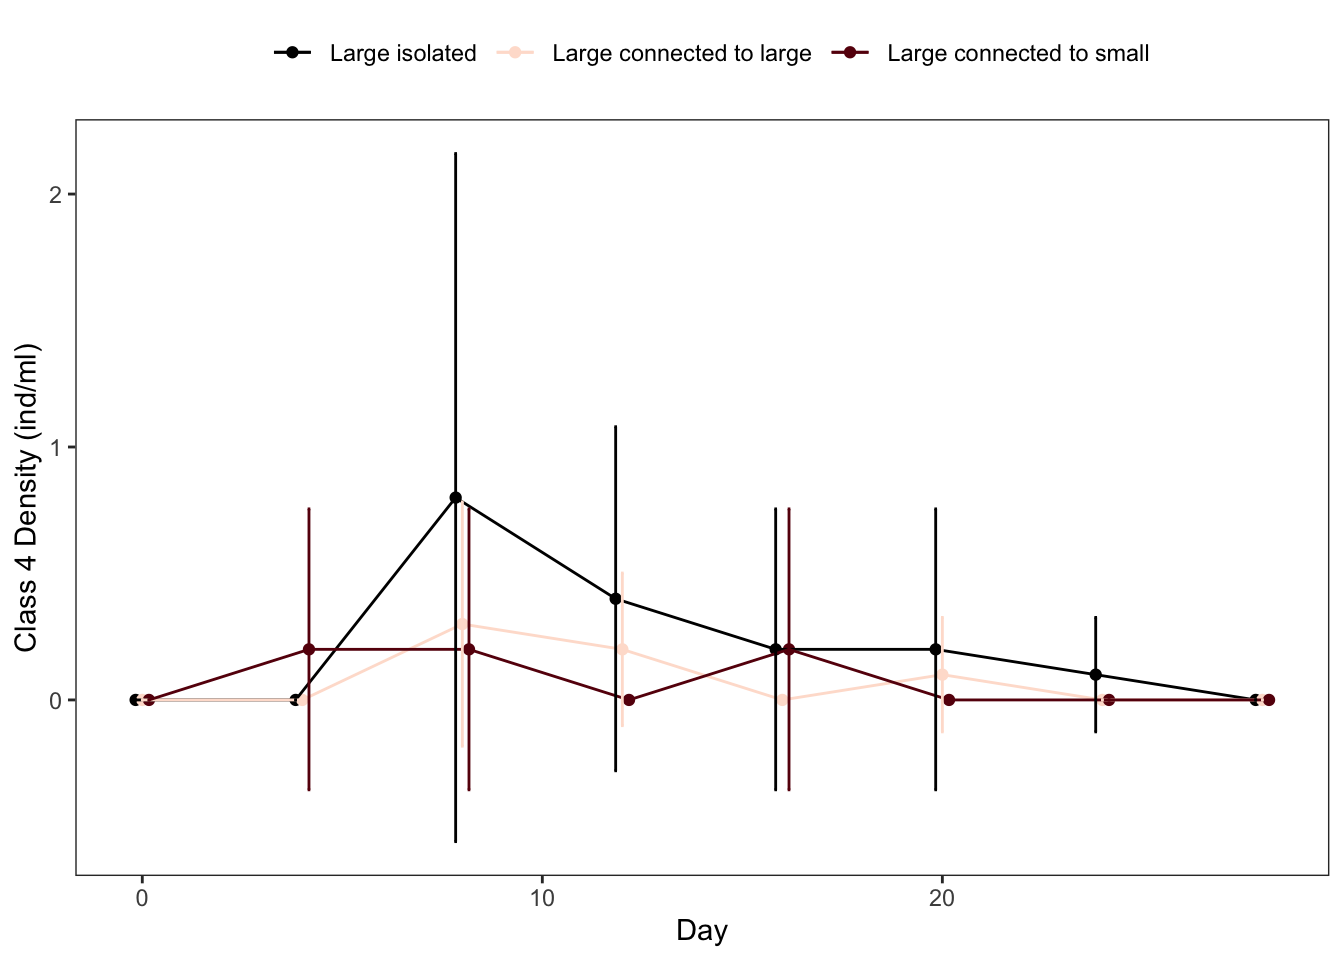 Large isolated Large connected to large Large connected to small
Class 4 Density (ind/ml)
2
1
0
0 10 20
Day